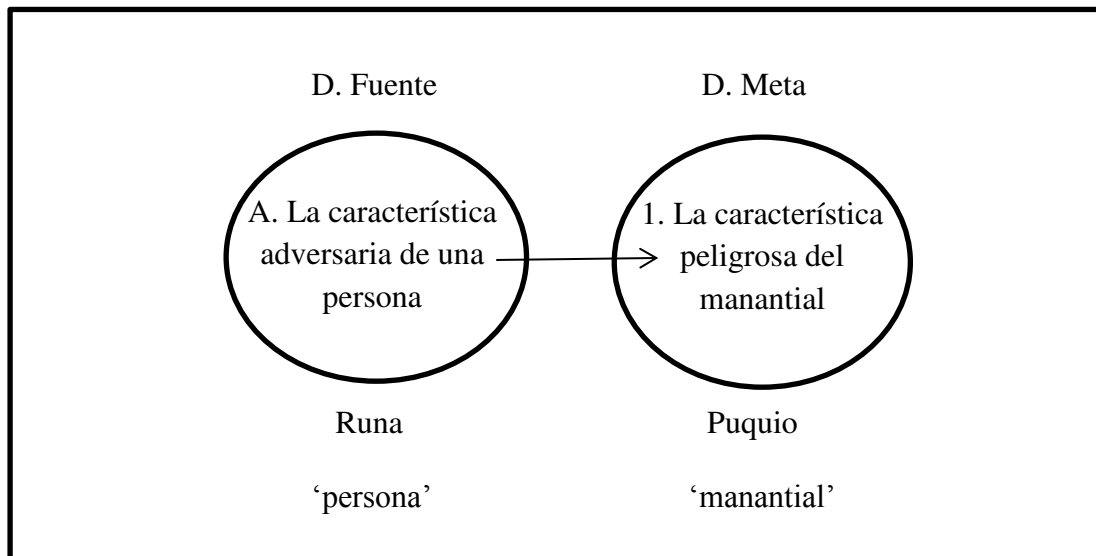 D. Fuente
D. Meta
A. La característica
adversaria de una
persona
1. La característica
peligrosa del
manantial
Runa
Puquio
‘persona’
‘manantial’